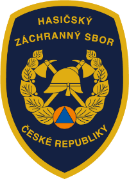 HASIČSKÝ
ZÁCHRANNÝ SBOR
ČESKÉ REPUBLIKY